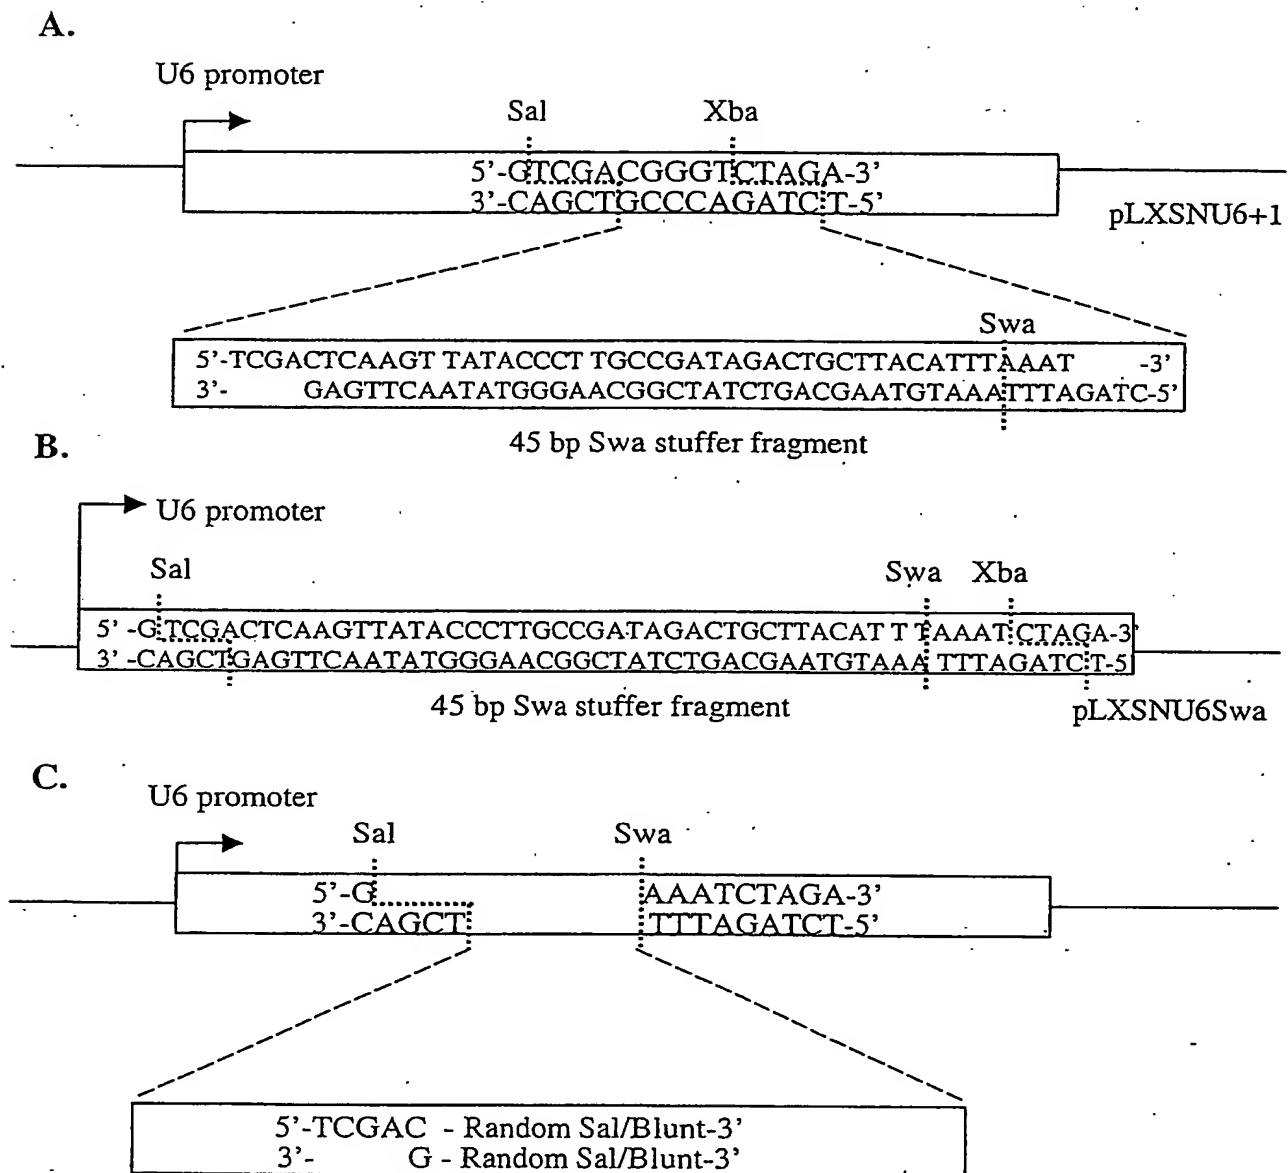 A.
U6 promoter
Sal Xba
5'-GTCGACGGGTCTAGA-3'
3'-CAGCTGCCCAGATCT-5'
pLXSNU6+1
Swa
5'-TCGACTCAAGT TATACCCT TGCCGATAGACTGCTTACATTTAAAT -3'
3'- GAGTTCAATATGGGAACGGCTATCTGACGAATGTAAATTTAGATC-5'
45 bp Swa stuffer fragment
B.
U6 promoter
Sal Swa Xba
5' -GTCGACTCAAGTTATACCCTTGCCGATAGACTGCTTACAT T TAAATCTAGA-3'
3' -CAGCTGAGTTCAATATGGGAACGGCTATCTGACGAATGTAAA TTTAGATCT-5
45 bp Swa stuffer fragment
pLXSNU6Swa
C.
U6 promoter
Sal Swa
5'-G AAATCTAGA-3'
3'-CAGCT TTTAGATCT-5'
5'-TCGAC - Random Sal/Blunt-3'
3'- G - Random Sal/Blunt-3'